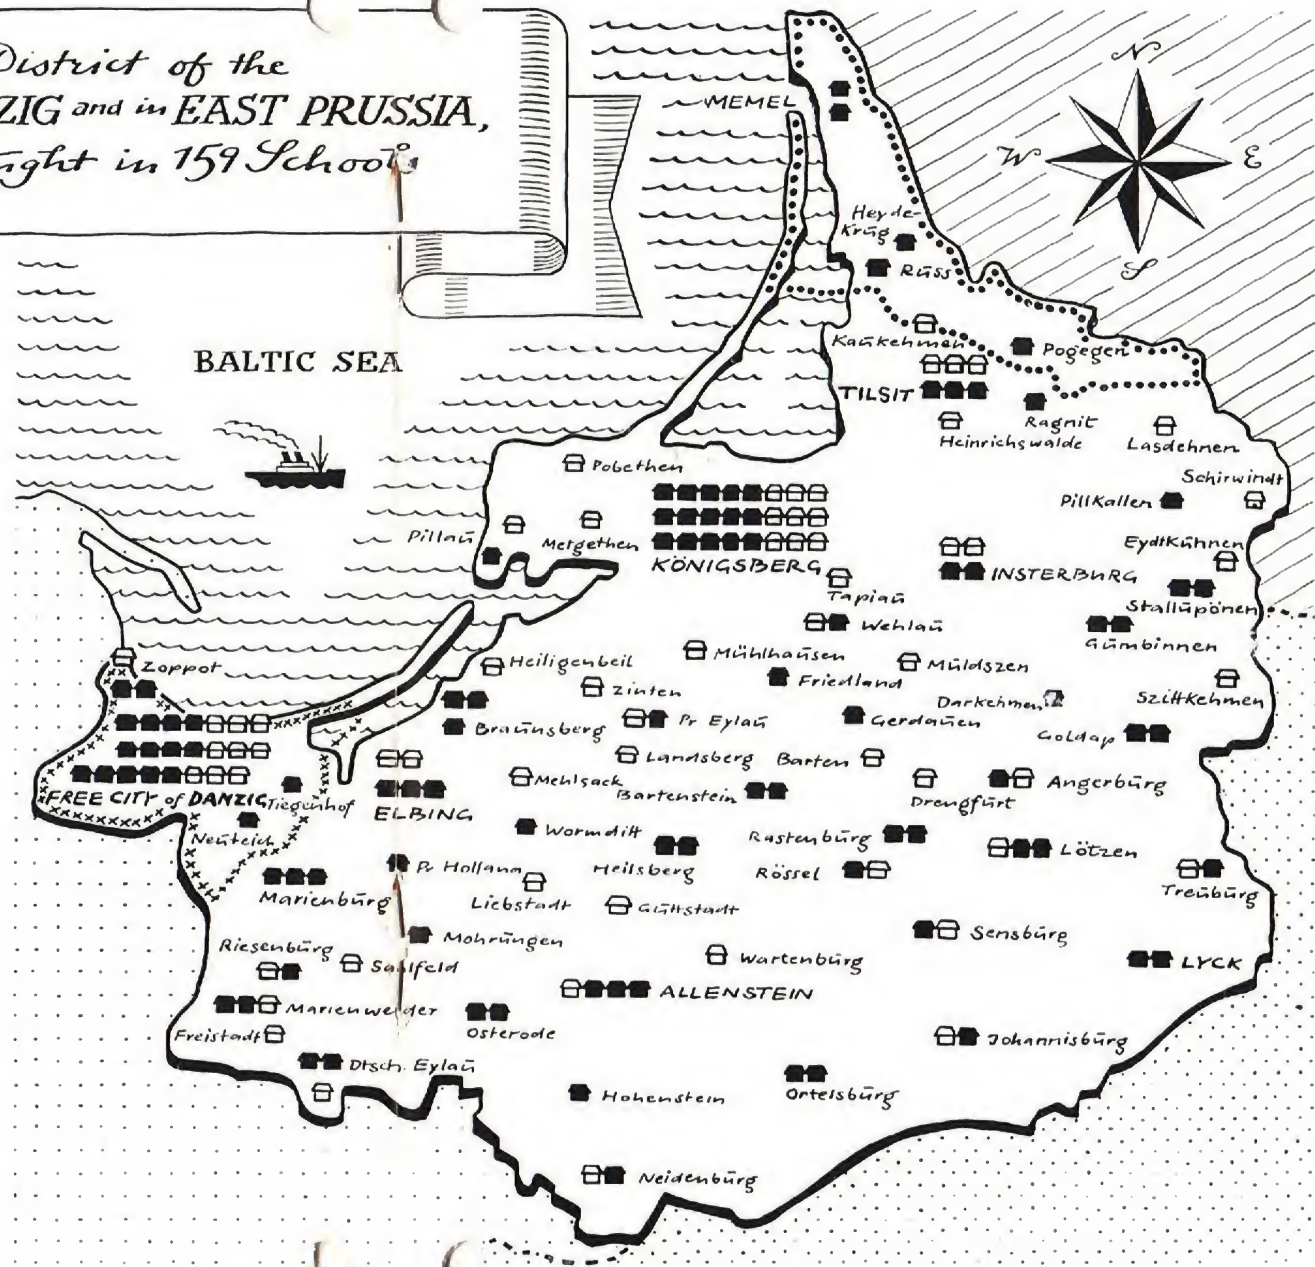 District of the
ZIG and in EAST PRUSSIA,
ught in 159 Schools
N
W
E
S
MEMEL
Heyde-
Krug
Russ
BALTIC SEA
Kaukehmen
Pogegen
TILSIT
Ragnit
Heinrichswalde
Lasdehnen
Schirwindt
Pobethen
Pillkallen
Pillau
Metgethen
KÖNIGSBERG
Eydtkuhnen
INSTERBURG
Tapiau
Stallupönen
Wehlau
Gumbinnen
Zoppot
Heiligenbeil
Mühlhausen
Muldszen
Zinten
Friedland
Darkehmen
Szittkehmen
Braunsberg
Pr Eylau
Gerdauen
Goldap
Landsberg
Barten
Mehlsack
Bartenstein
Drengfurt
Angerburg
FREE CITY of DANZIG
Tiegenhof
ELBING
Neuteich
Wormditt
Rastenburg
Lötzen
Pr Holland
Heilsberg
Rössel
Treuburg
Marienburg
Liebstadt
Guttstadt
Mohrungen
Sensburg
Riesenburg
Saalfeld
Wartenburg
LYCK
ALLENSTEIN
Marienwerder
Osterode
Freistadt
Johannisburg
Dtsch. Eylau
Hohenstein
Ortelsburg
Neidenburg